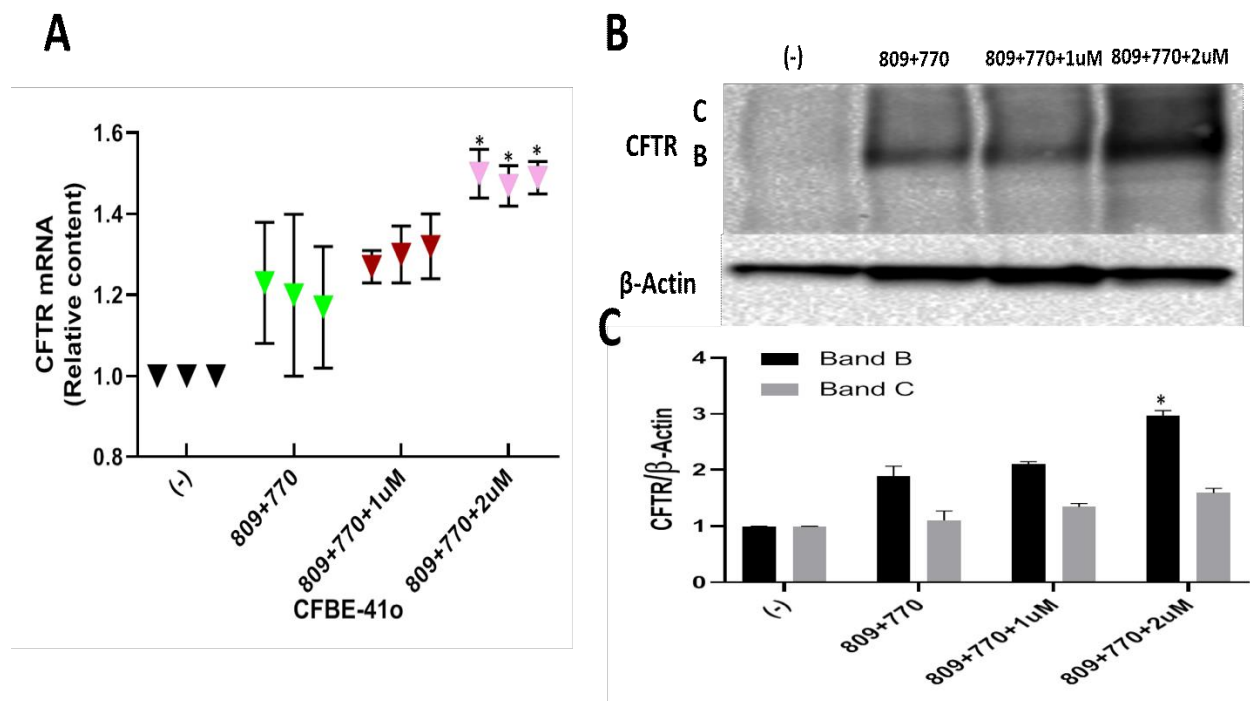 A
CFTR mRNA
(Relative content)
1.6
1.4
1.2
1.0
0.8
* * *
(-)
809+770
809+770+1uM
809+770+2uM
CFBE-41o
B
(-) 809+770 809+770+1uM 809+770+2uM
CFTR
C
B
β-Actin
C
CFTR/β-Actin
4
3
2
1
0
Band B
Band C
*
(-)
809+770
809+770+1uM
809+770+2uM